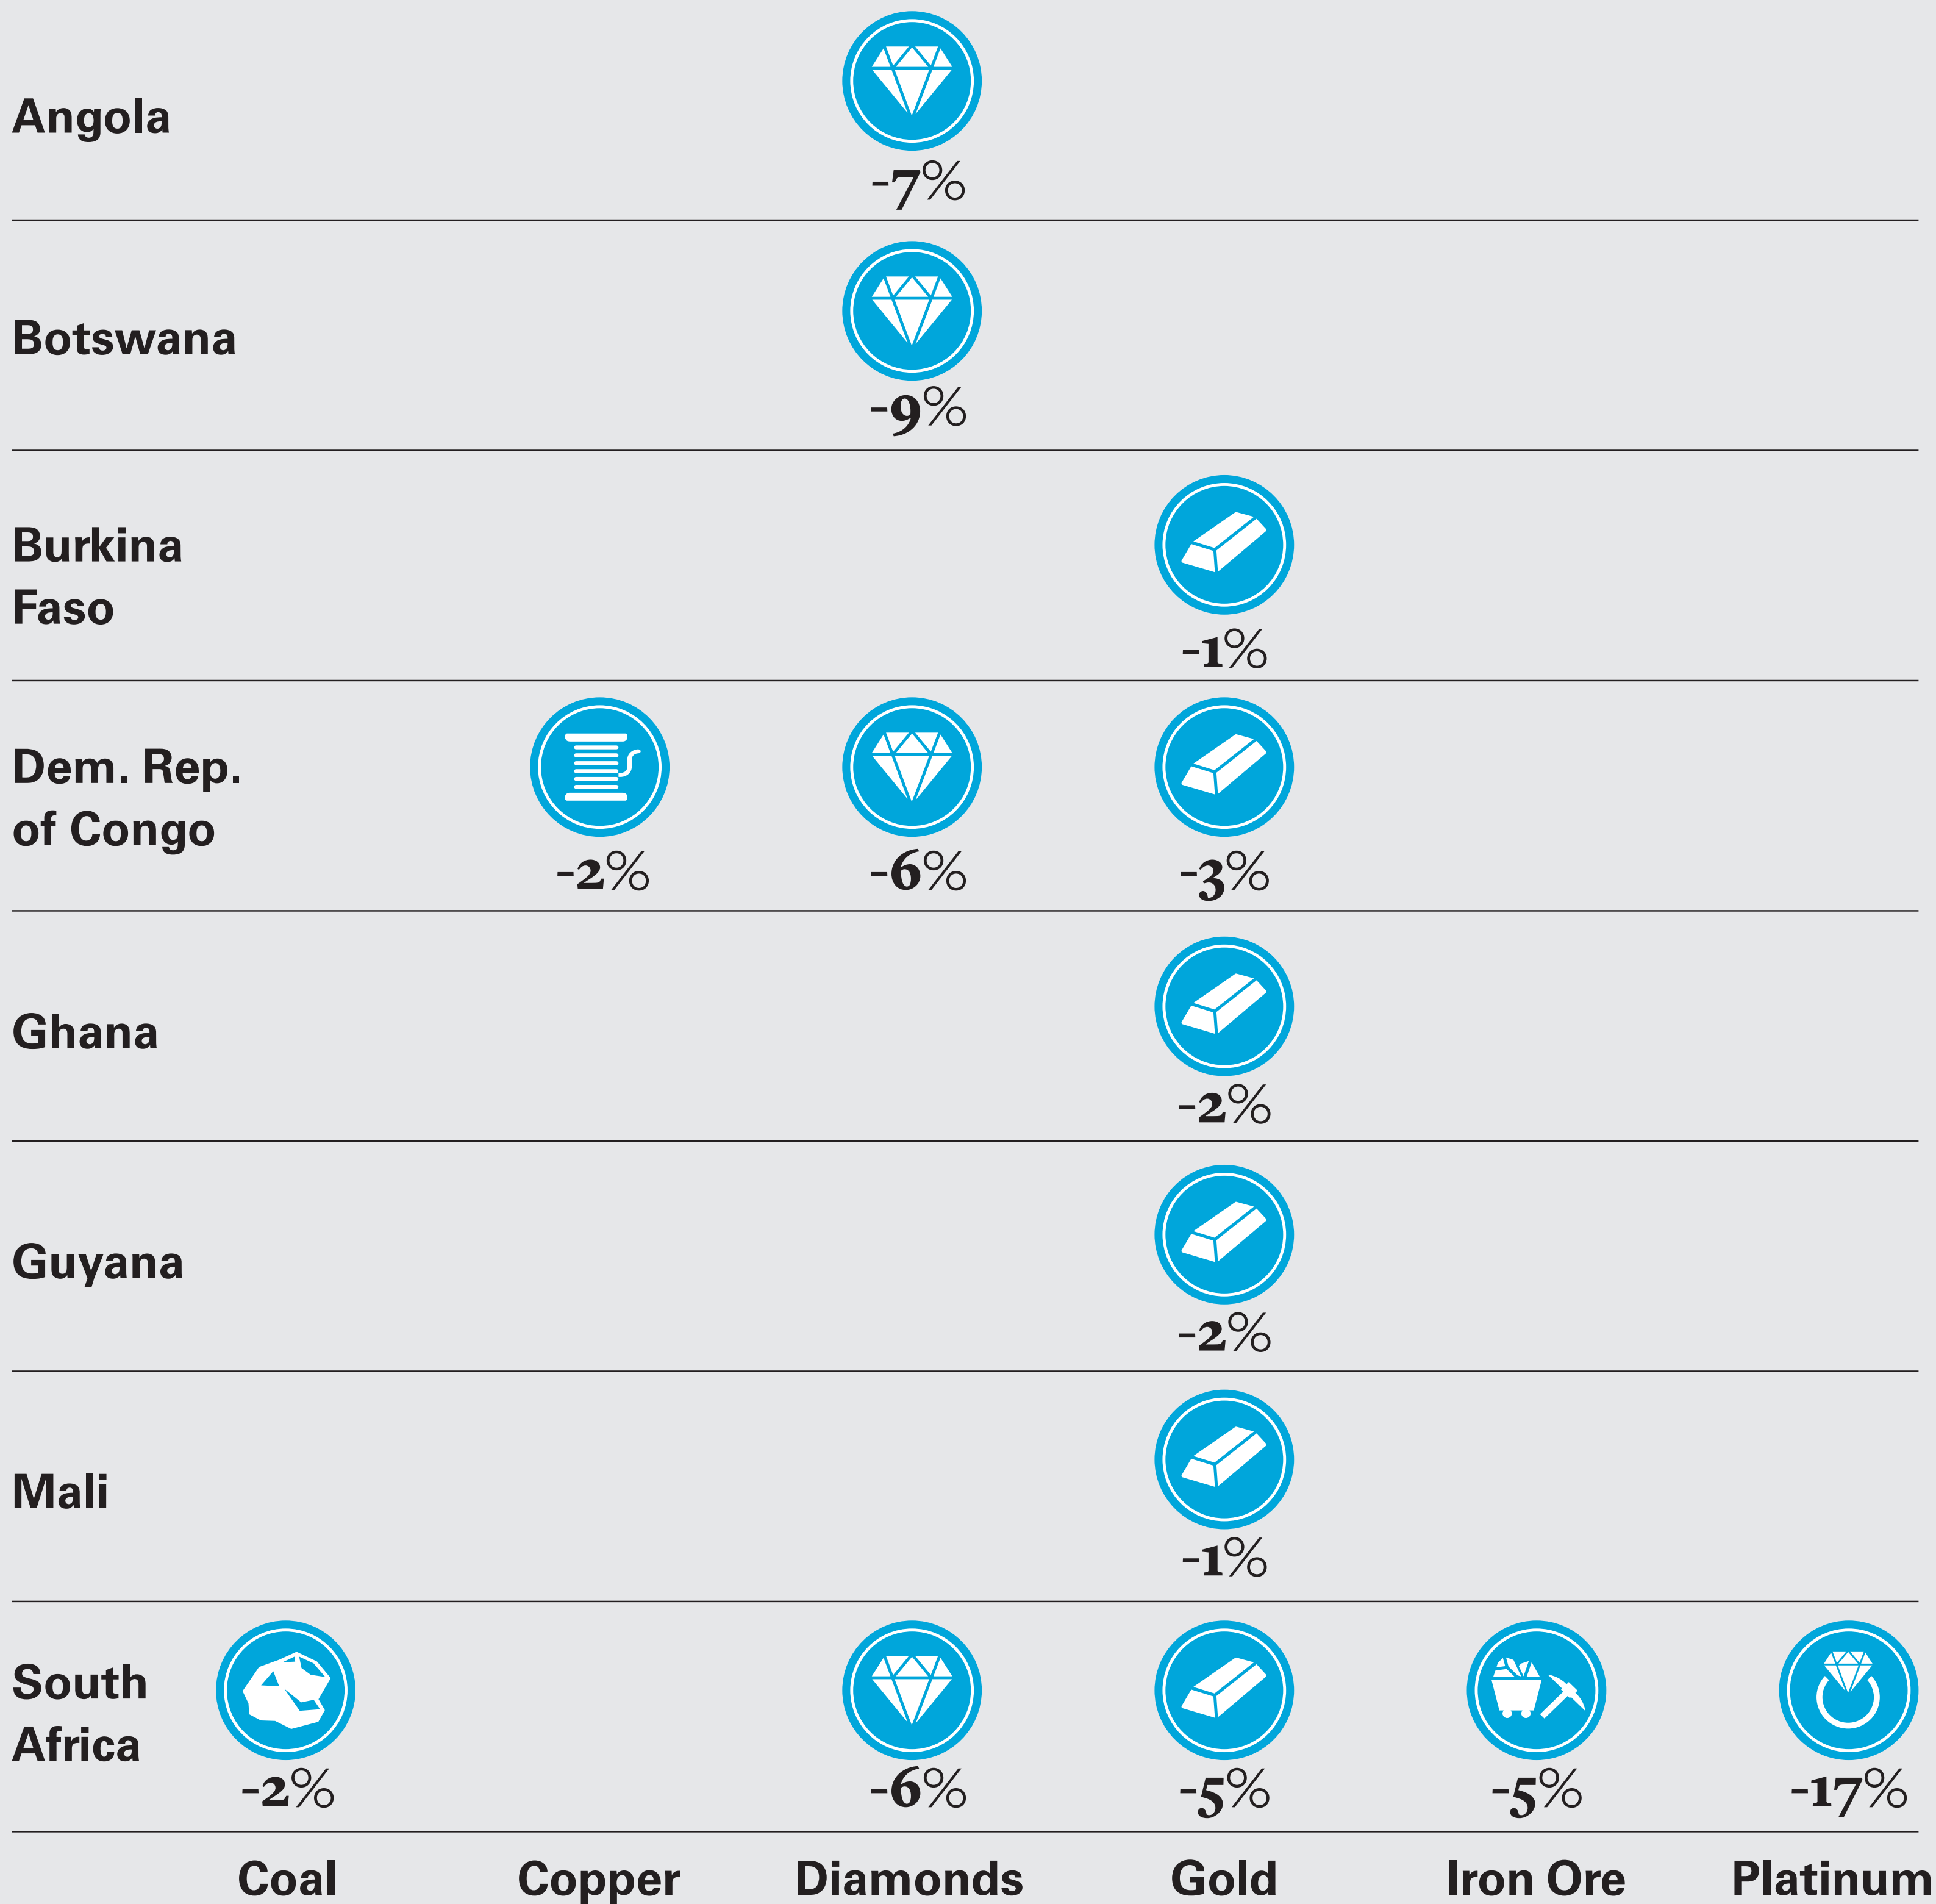 Angola
-7%
Botswana
-9%
Burkina
Faso
-1%
Dem. Rep.
of Congo
-2% -6% -3%
Ghana
-2%
Guyana
-2%
Mali
-1%
South
Africa
-2% -6% -5% -5% -17%
Coal Copper Diamonds Gold Iron Ore Platinum